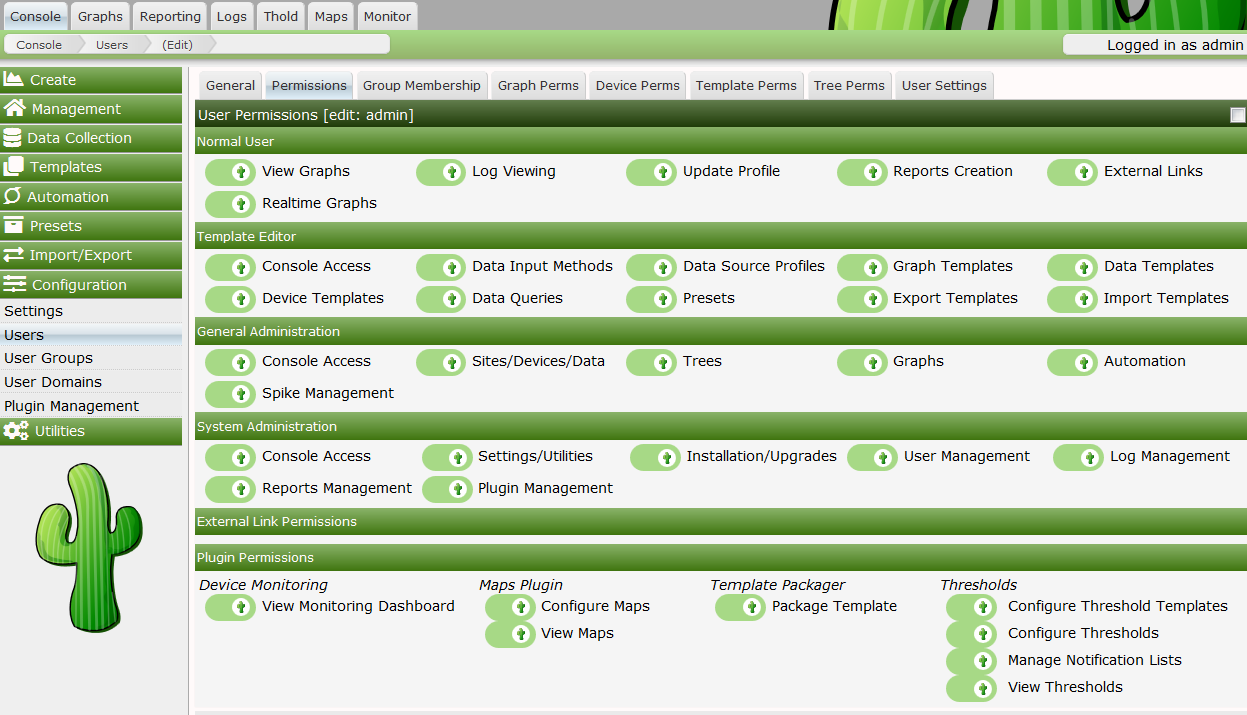 Console Graphs Reporting Logs Thold Maps Monitor
Console Users (Edit) Logged in as admin
Create
Management
Data Collection
Templates
Automation
Presets
Import/Export
Configuration
Settings
Users
User Groups
User Domains
Plugin Management
Utilities
General Permissions Group Membership Graph Perms Device Perms Template Perms Tree Perms User Settings
User Permissions [edit: admin]
Normal User
View Graphs Log Viewing Update Profile Reports Creation External Links
Realtime Graphs
Template Editor
Console Access Data Input Methods Data Source Profiles Graph Templates Data Templates
Device Templates Data Queries Presets Export Templates Import Templates
General Administration
Console Access Sites/Devices/Data Trees Graphs Automation
Spike Management
System Administration
Console Access Settings/Utilities Installation/Upgrades User Management Log Management
Reports Management Plugin Management
External Link Permissions
Plugin Permissions
Device Monitoring Maps Plugin Template Packager Thresholds
View Monitoring Dashboard Configure Maps Package Template Configure Threshold Templates
View Maps Configure Thresholds
Manage Notification Lists
View Thresholds